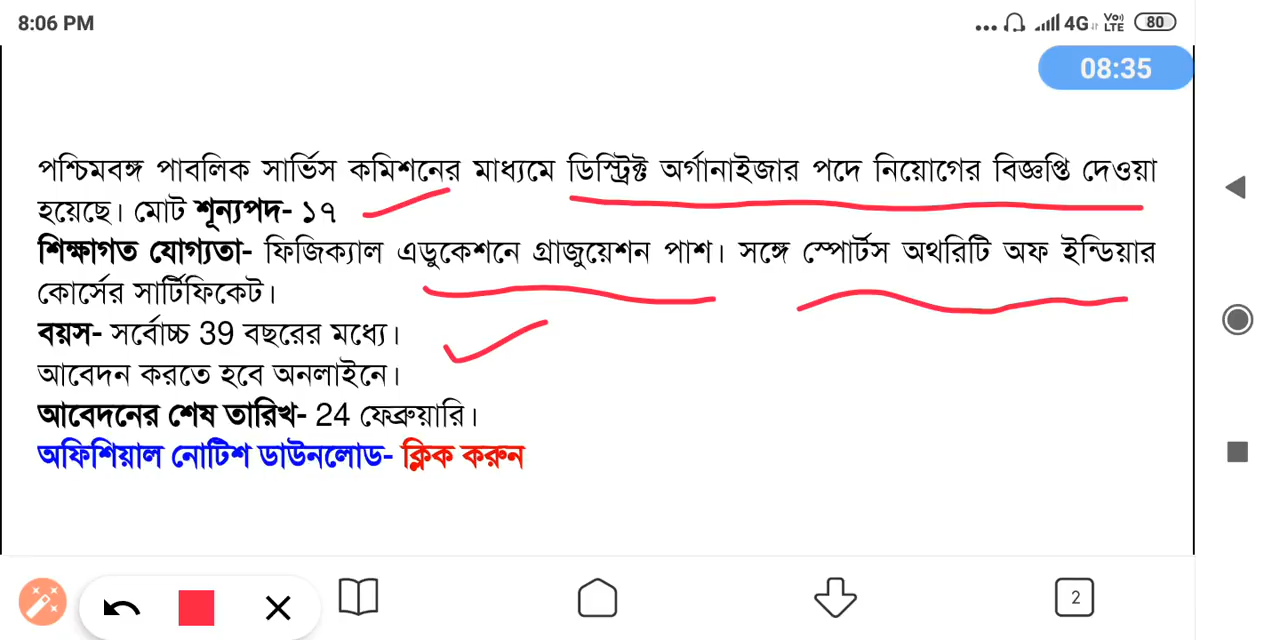 8:06 PM
4G
Vo)
LTE
80
08:35
পশ্চিমবঙ্গ পাবলিক সার্ভিস কমিশনের মাধ্যমে ডিস্ট্রিক্ট অর্গানাইজার পদে নিয়োগের বিজ্ঞপ্তি দেওয়া
হয়েছে। মোট শূন্যপদ- ১৭
শিক্ষাগত যোগ্যতা- ফিজিক্যাল এডুকেশনে গ্রাজুয়েশন পাশ। সঙ্গে স্পোর্টস অথরিটি অফ ইন্ডিয়ার
কোর্সের সার্টিফিকেট।
বয়স- সর্বোচ্চ 39 বছরের মধ্যে।
আবেদন করতে হবে অনলাইনে।
আবেদনের শেষ তারিখ- 24 ফেব্রুয়ারি।
অফিশিয়াল নোটিশ ডাউনলোড- ক্লিক করুন
2